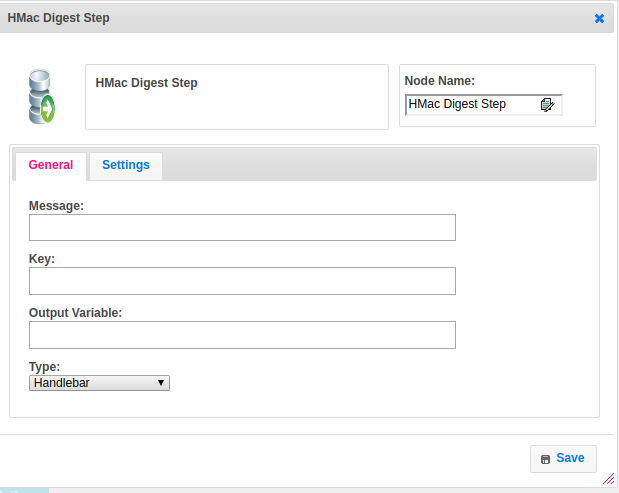 HMac Digest Step
HMac Digest Step
Node Name:
HMac Digest Step
General
Settings
Message:
Key:
Output Variable:
Type:
Handlebar
Save